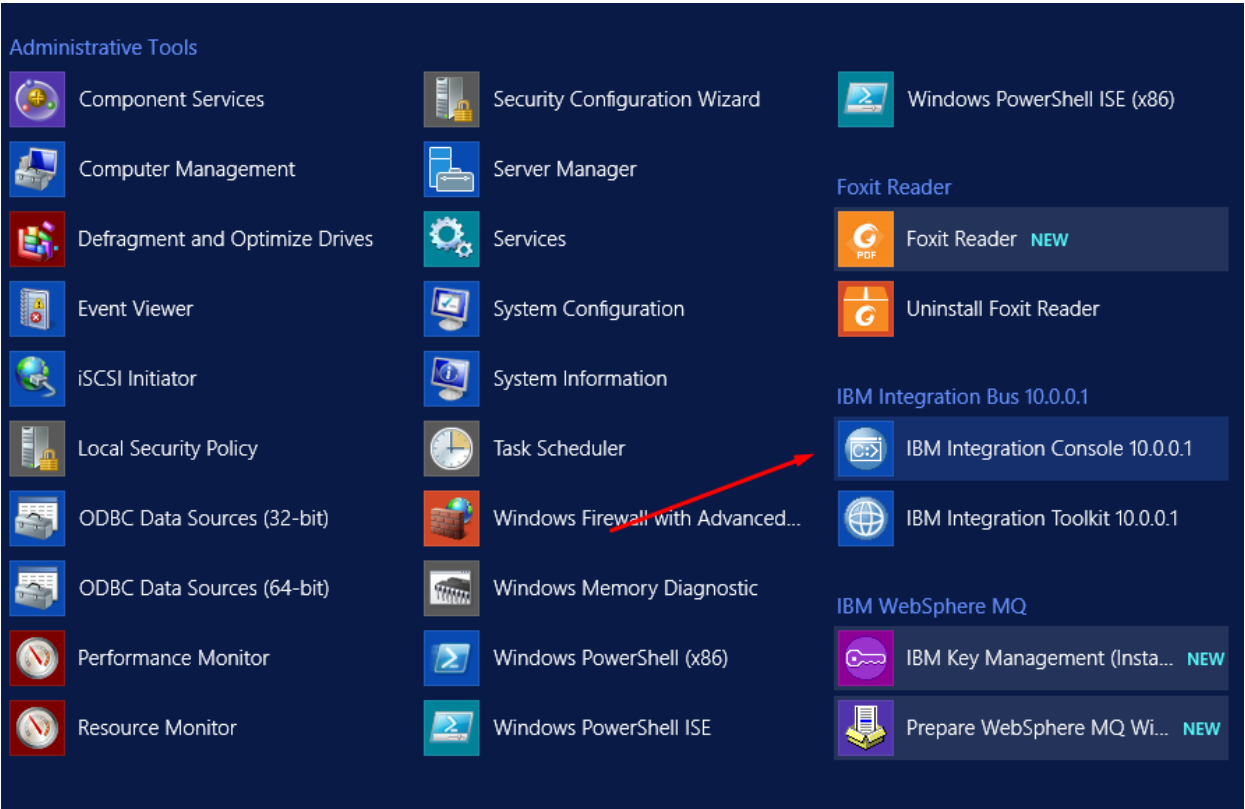 Administrative Tools
Component Services
Computer Management
Defragment and Optimize Drives
Event Viewer
iSCSI Initiator
Local Security Policy
ODBC Data Sources (32-bit)
ODBC Data Sources (64-bit)
Performance Monitor
Resource Monitor
Security Configuration Wizard
Server Manager
Services
System Configuration
System Information
Task Scheduler
Windows Firewall with Advanced...
Windows Memory Diagnostic
Windows PowerShell (x86)
Windows PowerShell ISE
Windows PowerShell ISE (x86)
Foxit Reader
PDF
Foxit Reader NEW
Uninstall Foxit Reader
IBM Integration Bus 10.0.0.1
C:>
IBM Integration Console 10.0.0.1
IBM Integration Toolkit 10.0.0.1
IBM WebSphere MQ
IBM Key Management (Insta... NEW
Prepare WebSphere MQ Wi... NEW